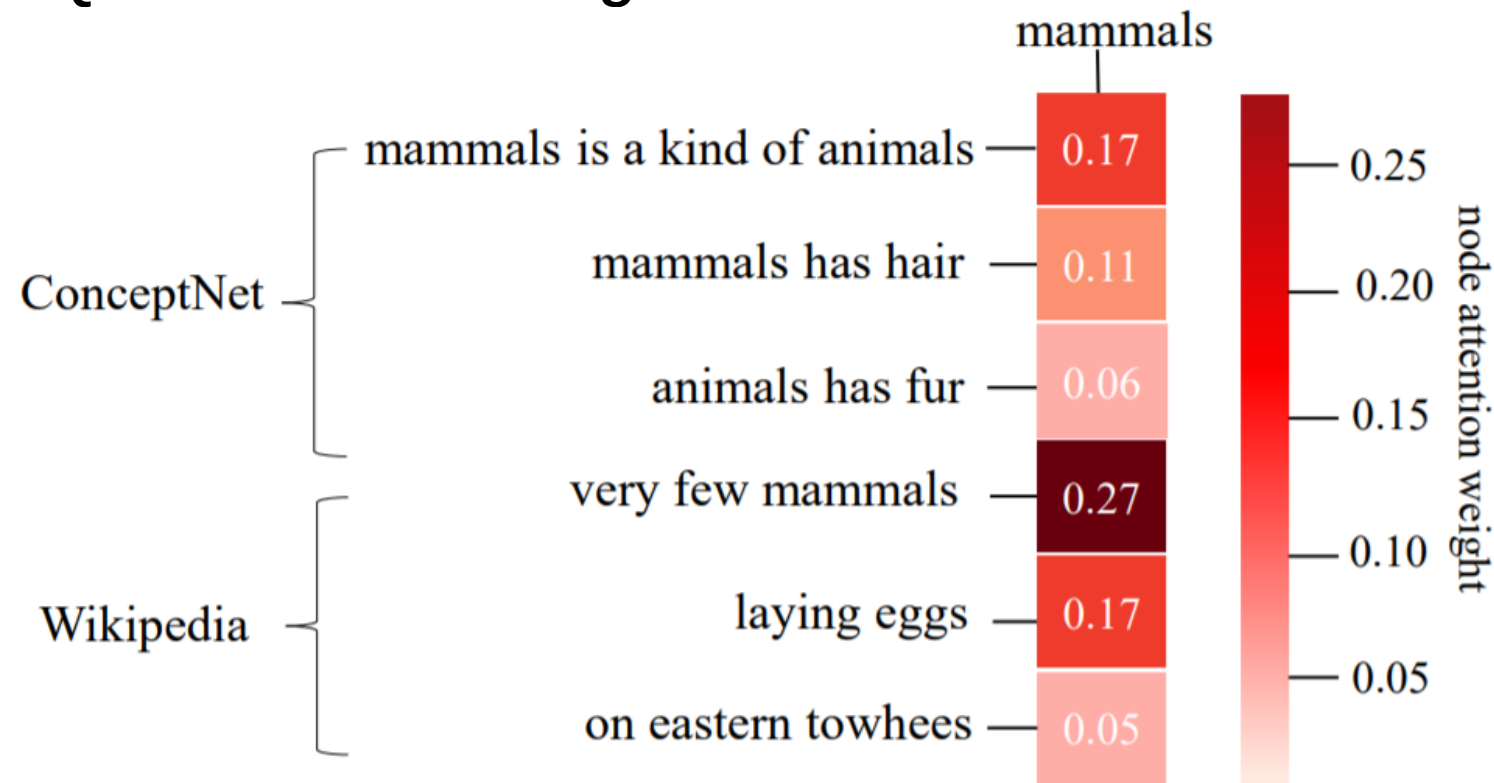 mammals
mammals is a kind of animals
0.17
mammals has hair
0.11
animals has fur
0.06
very few mammals
0.27
laying eggs
0.17
on eastern towhees
0.05
ConceptNet
Wikipedia
0.25
0.20
0.15
0.10
0.05
node attention weight